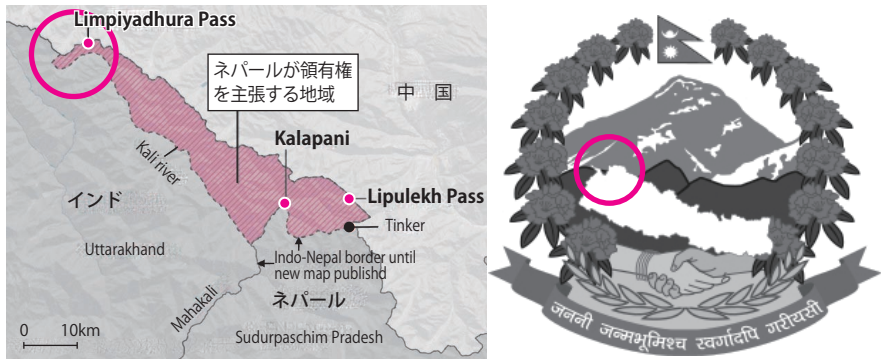 Limpiyadhura Pass
ネパールが領有権
を主張する地域
中 国
Kalapani
Kali river
Lipulekh Pass
インド
Tinker
Uttarakhand
Indo-Nepal border until
new map publishd
Mahakali
ネパール
0 10km
Sudurpaschim Pradesh
जननी जन्मभूमिश्च स्वर्गादपि गरीयसी